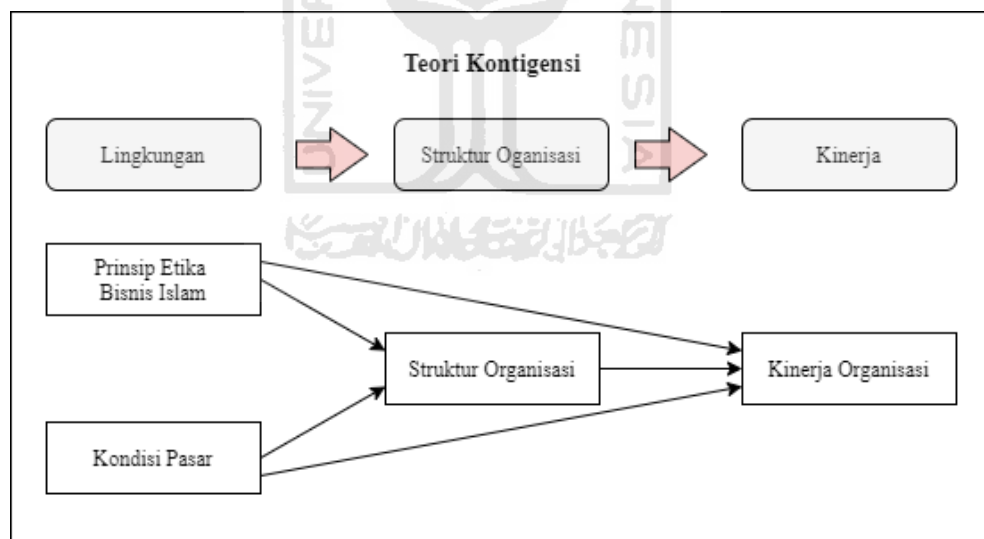 Teori Kontigensi
Lingkungan
Struktur Oganisasi
Kinerja
Prinsip Etika
Bisnis Islam
Struktur Organisasi
Kinerja Organisasi
Kondisi Pasar